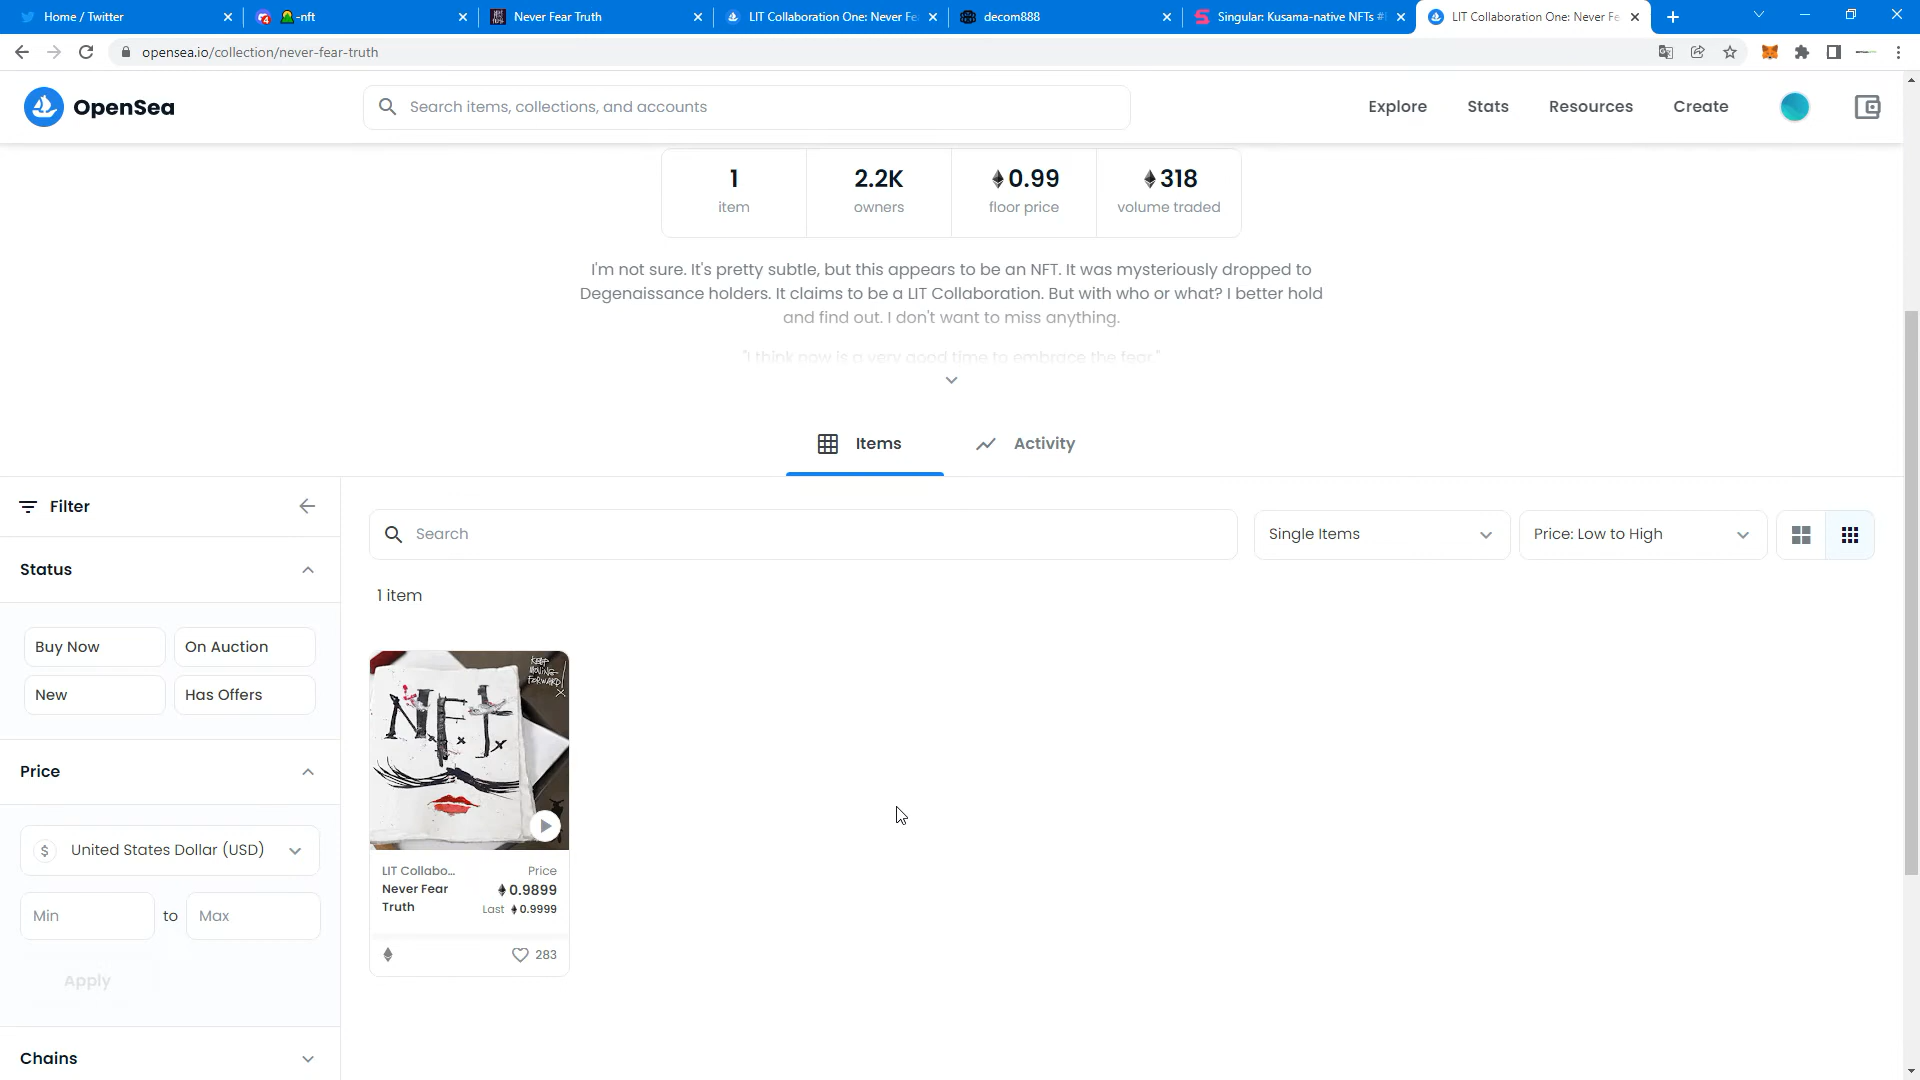 Home / Twitter
-nft
Never Fear Truth
LIT Collaboration One: Never Fe
decom888
Singular: Kusama-native NFTs #
LIT Collaboration One: Never Fe
opensea.io/collection/never-fear-truth
OpenSea
Search items, collections, and accounts
Explore
Stats
Resources
Create
1
item
2.2K
owners
0.99
floor price
318
volume traded
I'm not sure. It's pretty subtle, but this appears to be an NFT. It was mysteriously dropped to
Degenaissance holders. It claims to be a LIT Collaboration. But with who or what? I better hold
and find out. I don't want to miss anything.
"I think now is a very good time to embrace the fear."
Items
Activity
Filter
Search
Single Items
Price: Low to High
Status
1 item
Buy Now
On Auction
New
Has Offers
KEEP
MOVING
FORWARD/
X
N.F.T.
Price
$
United States Dollar (USD)
Min
to
Max
Apply
Chains
LIT Collabo...
Price
Never Fear
Truth
0.9899
Last
0.9999
283